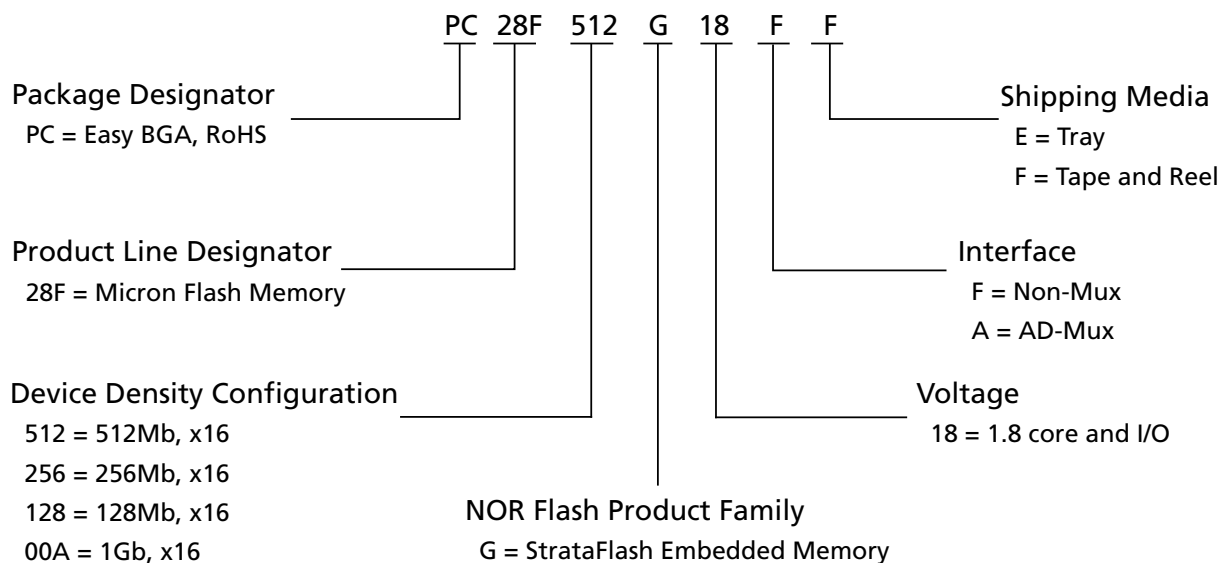 PC 28F 512 G 18 F F
Package Designator
PC = Easy BGA, RoHS
Shipping Media
E = Tray
F = Tape and Reel
Product Line Designator
28F = Micron Flash Memory
Interface
F = Non-Mux
A = AD-Mux
Device Density Configuration
512 = 512Mb, x16
256 = 256Mb, x16
128 = 128Mb, x16
00A = 1Gb, x16
Voltage
18 = 1.8 core and I/O
NOR Flash Product Family
G = StrataFlash Embedded Memory